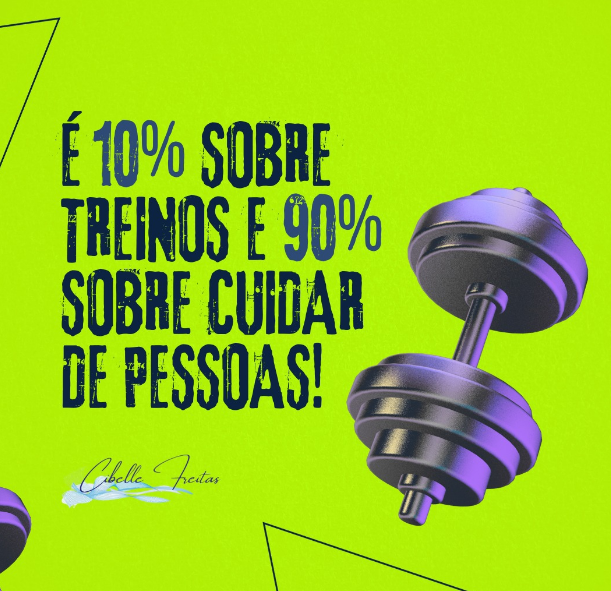 É 10% SOBRE
TREINOS E 90%
SOBRE CUIDAR
DE PESSOAS!
Cibelle Freitas